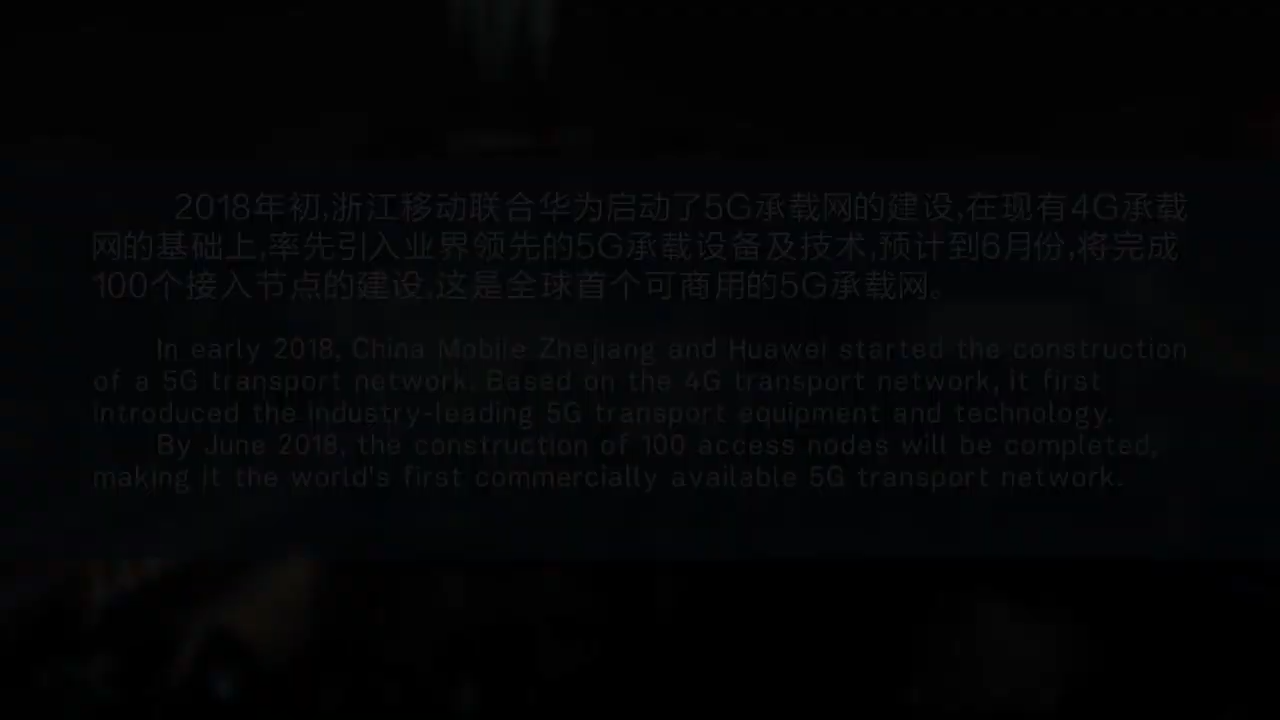 2018年初,浙江移动联合华为启动了5G承载网的建设,在现有4G承载
网的基础上,率先引入业界领先的5G承载设备及技术,预计到6月份,将完成
100个接入节点的建设,这是全球首个可商用的5G承载网。
In early 2018, China Mobile Zhejiang and Huawei started the construction
of a 5G transport network. Based on the 4G transport network, it first
introduced the industry-leading 5G transport equipment and technology.
By June 2018, the construction of 100 access nodes will be completed,
making it the world's first commercially available 5G transport network.